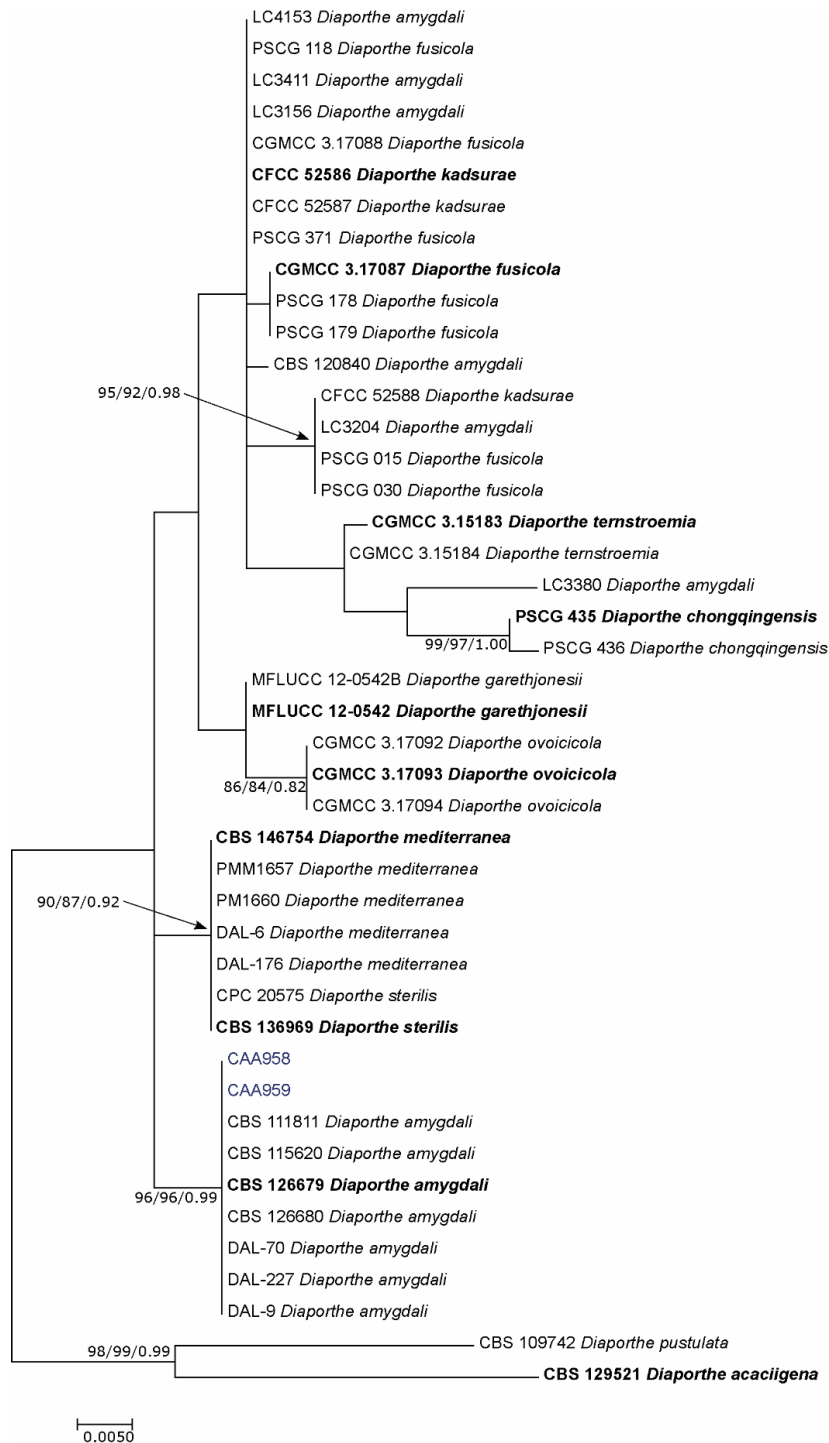 LC4153 Diaporthe amygdali
PSCG 118 Diaporthe fusicola
LC3411 Diaporthe amygdali
LC3156 Diaporthe amygdali
CGMCC 3.17088 Diaporthe fusicola
CFCC 52586 Diaporthe kadsurae
CFCC 52587 Diaporthe kadsurae
PSCG 371 Diaporthe fusicola
CGMCC 3.17087 Diaporthe fusicola
PSCG 178 Diaporthe fusicola
PSCG 179 Diaporthe fusicola
CBS 120840 Diaporthe amygdali
95/92/0.98
CFCC 52588 Diaporthe kadsurae
LC3204 Diaporthe amygdali
PSCG 015 Diaporthe fusicola
PSCG 030 Diaporthe fusicola
CGMCC 3.15183 Diaporthe ternstroemia
CGMCC 3.15184 Diaporthe ternstroemia
LC3380 Diaporthe amygdali
PSCG 435 Diaporthe chongqingensis
99/97/1.00
PSCG 436 Diaporthe chongqingensis
MFLUCC 12-0542B Diaporthe garethjonesii
MFLUCC 12-0542 Diaporthe garethjonesii
CGMCC 3.17092 Diaporthe ovoicicola
CGMCC 3.17093 Diaporthe ovoicicola
86/84/0.82
CGMCC 3.17094 Diaporthe ovoicicola
CBS 146754 Diaporthe mediterranea
PMM1657 Diaporthe mediterranea
PM1660 Diaporthe mediterranea
90/87/0.92
DAL-6 Diaporthe mediterranea
DAL-176 Diaporthe mediterranea
CPC 20575 Diaporthe sterilis
CBS 136969 Diaporthe sterilis
CAA958
CAA959
CBS 111811 Diaporthe amygdali
CBS 115620 Diaporthe amygdali
CBS 126679 Diaporthe amygdali
96/96/0.99
CBS 126680 Diaporthe amygdali
DAL-70 Diaporthe amygdali
DAL-227 Diaporthe amygdali
DAL-9 Diaporthe amygdali
CBS 109742 Diaporthe pustulata
98/99/0.99
CBS 129521 Diaporthe acaciigena
0.0050